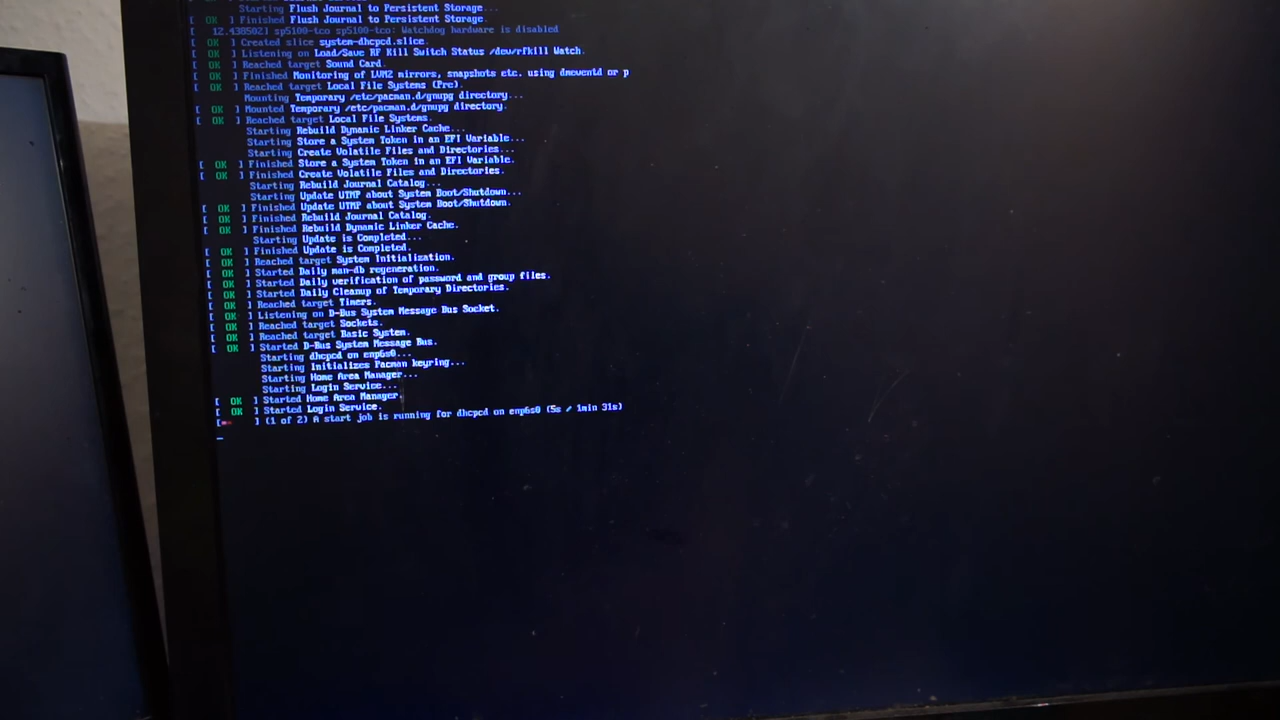 Starting Flush Journal to Persistent Storage...
[ OK ] Finished Flush Journal to Persistent Storage.
[ 12.438502] sp5100-tco sp5100-tco: Watchdog hardware is disabled
[ OK ] Created slice system-dhcpcd.slice.
[ OK ] Listening on Load/Save RF Kill Switch Status /dev/rfkill Watch.
[ OK ] Reached target Sound Card.
[ OK ] Finished Monitoring of LVM2 mirrors, snapshots etc. using dmeventd or p
[ OK ] Reached target Local File Systems (Pre).
Mounting Temporary /etc/pacman.d/gnupg directory...
[ OK ] Mounted Temporary /etc/pacman.d/gnupg directory.
[ OK ] Reached target Local File Systems.
Starting Rebuild Dynamic Linker Cache...
Starting Store a System Token in an EFI Variable...
Starting Create Volatile Files and Directories...
[ OK ] Finished Store a System Token in an EFI Variable.
[ OK ] Finished Create Volatile Files and Directories.
Starting Rebuild Journal Catalog...
Starting Update UTMP about System Boot/Shutdown...
[ OK ] Finished Update UTMP about System Boot/Shutdown.
[ OK ] Finished Rebuild Journal Catalog.
[ OK ] Finished Rebuild Dynamic Linker Cache.
Starting Update is Completed...
[ OK ] Finished Update is Completed.
[ OK ] Reached target System Initialization.
[ OK ] Started Daily man-db regeneration.
[ OK ] Started Daily verification of password and group files.
[ OK ] Started Daily Cleanup of Temporary Directories.
[ OK ] Reached target Timers.
[ OK ] Listening on D-Bus System Message Bus Socket.
[ OK ] Reached target Sockets.
[ OK ] Reached target Basic System.
[ OK ] Started D-Bus System Message Bus.
Starting dhcpcd on enp6s0...
Starting Initializes Pacman keyring...
Starting Home Area Manager...
Starting Login Service...
[ OK ] Started Home Area Manager.
[ OK ] Started Login Service.
[** ] (1 of 2) A start job is running for dhcpcd on enp6s0 (5s / 1min 31s)